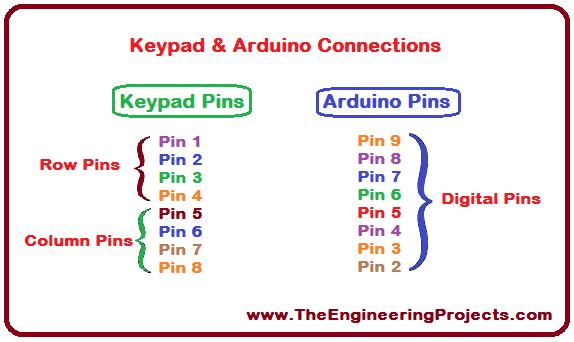 Keypad & Arduino Connections
Keypad Pins
Arduino Pins
Row Pins
Pin 1
Pin 2
Pin 3
Pin 4
Column Pins
Pin 5
Pin 6
Pin 7
Pin 8
Pin 9
Pin 8
Pin 7
Pin 6
Pin 5
Pin 4
Pin 3
Pin 2
Digital Pins
www.TheEngineeringProjects.com